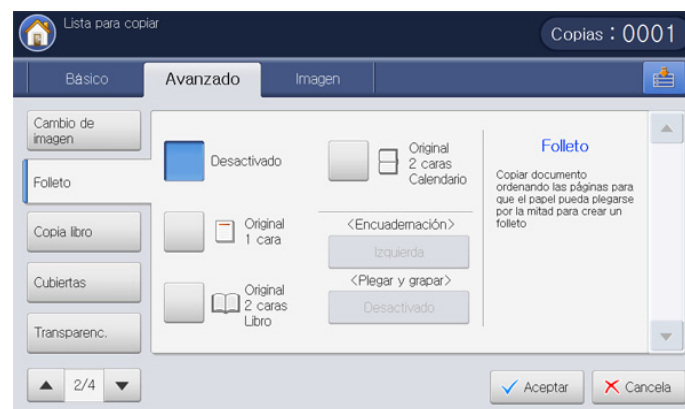 Lista para copiar
Copias : 0001
Básico
Avanzado
Imagen
Cambio de
imagen
Folleto
Copia libro
Cubiertas
Transparenc.
2/4
Desactivado
Original
1 cara
Original
2 caras
Libro
Original
2 caras
Calendario
<Encuadernación>
Izquierda
<Plegar y grapar>
Desactivado
Folleto
Copiar documento
ordenando las páginas para
que el papel pueda plegarse
por la mitad para crear un
folleto
Aceptar
Cancela